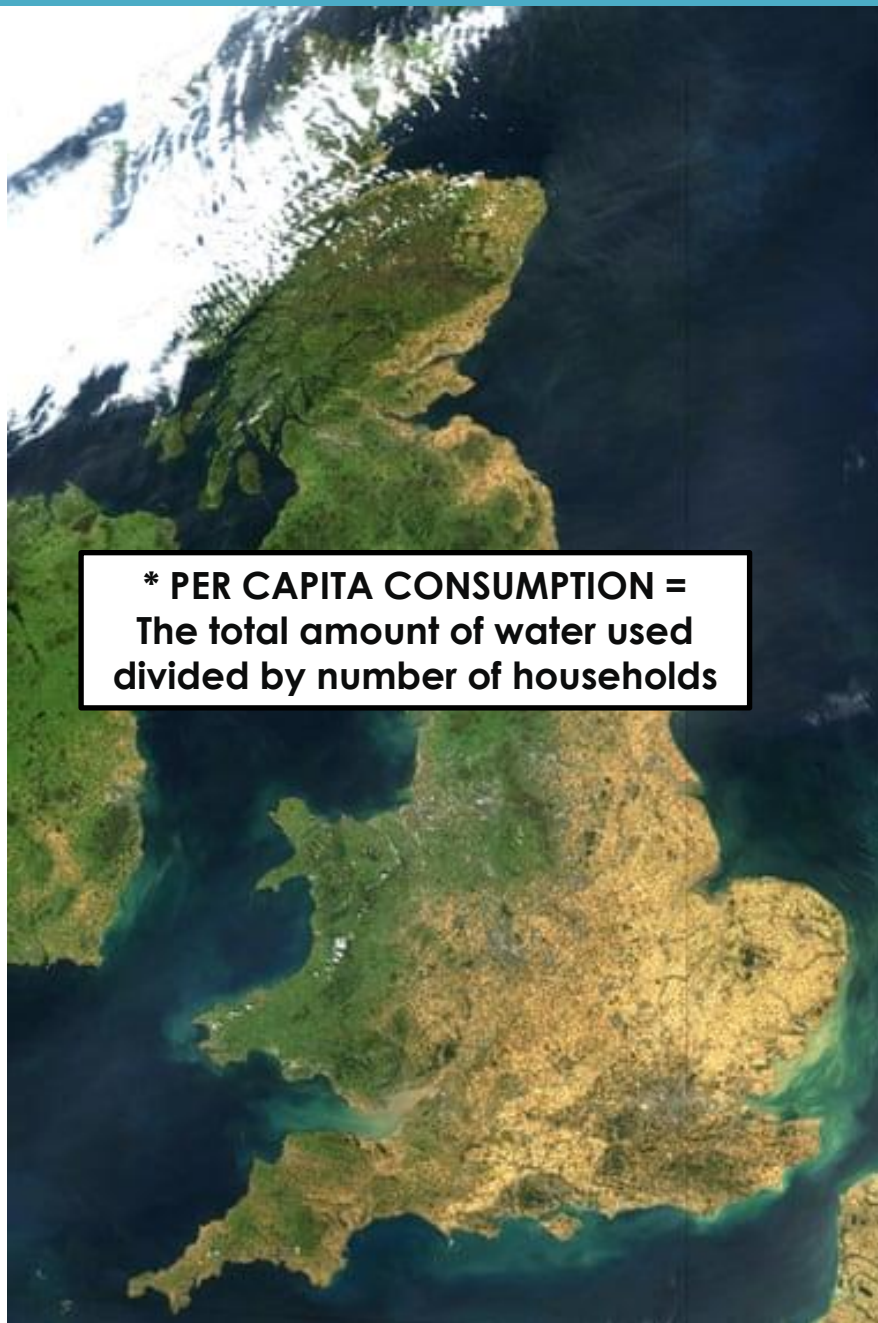 * PER CAPITA CONSUMPTION =
The total amount of water used
divided by number of households